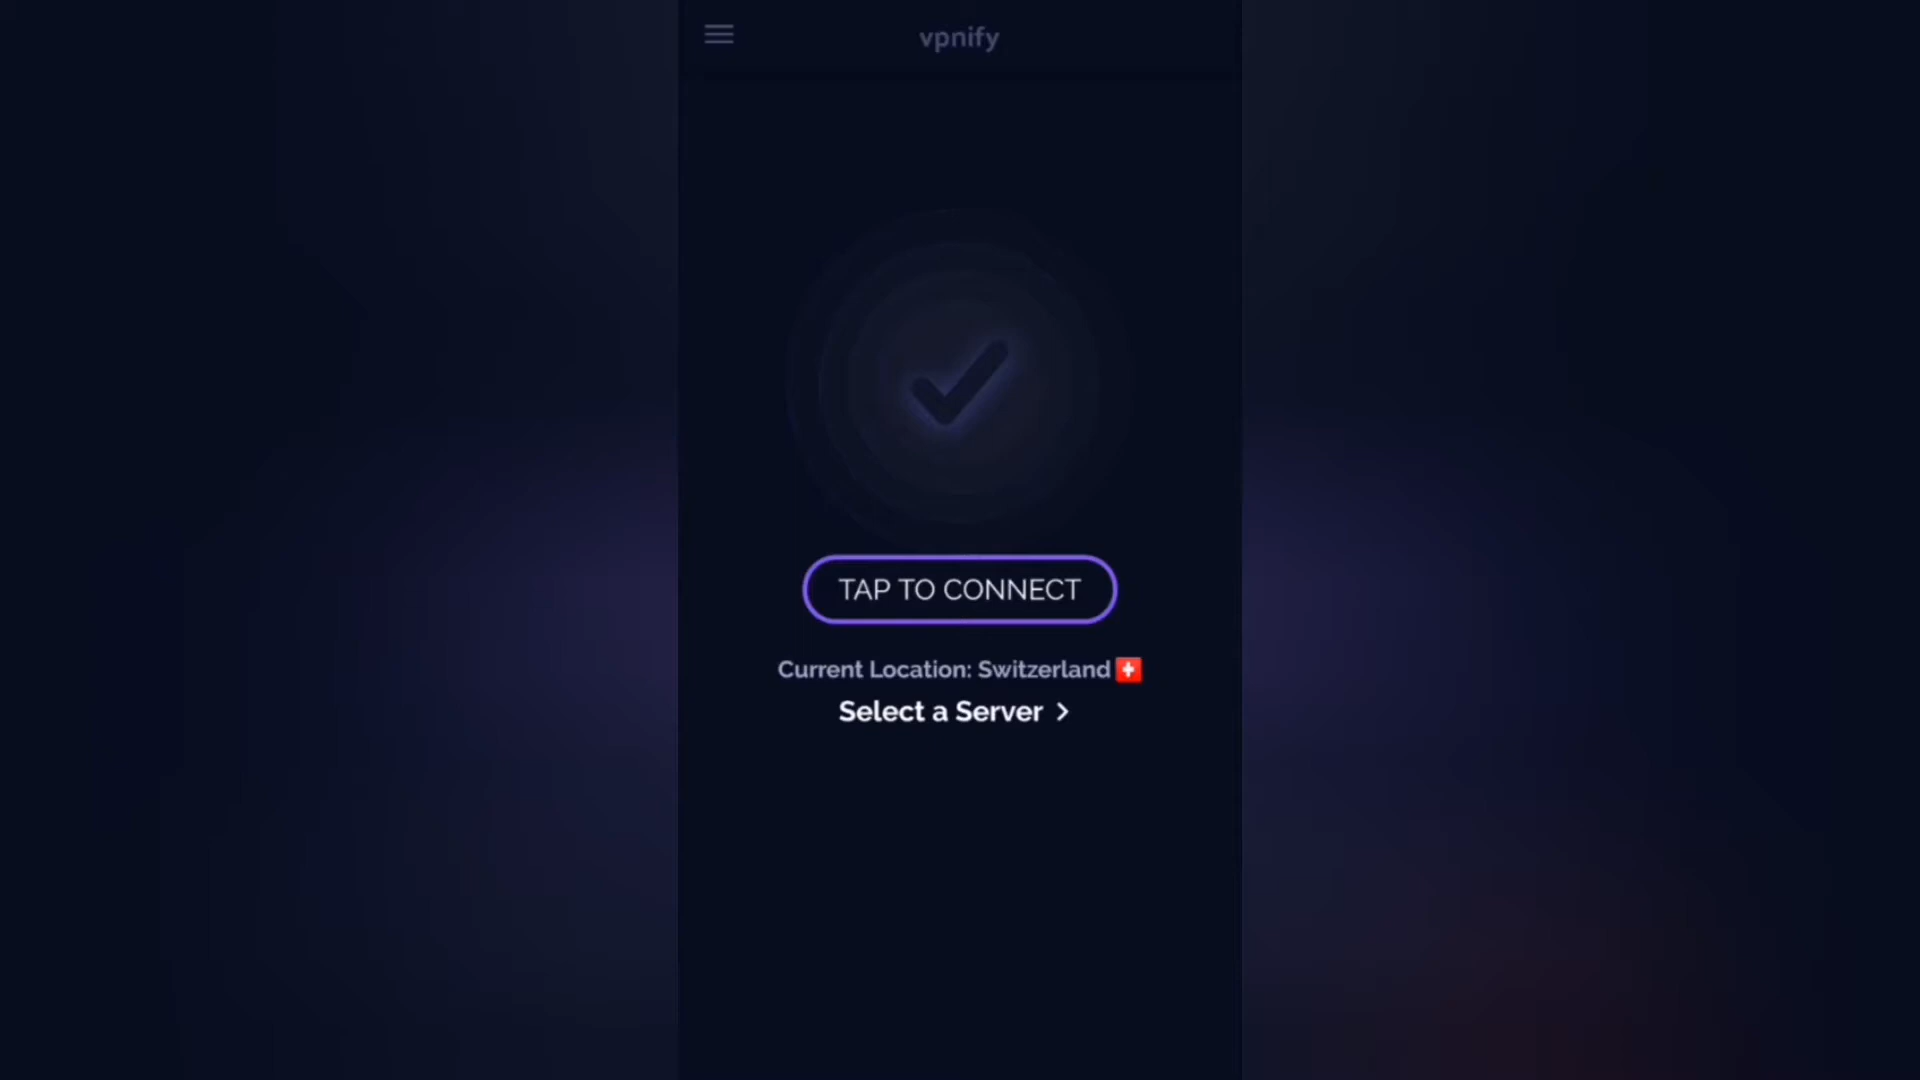 vpnify
TAP TO CONNECT
Current Location: Switzerland
Select a Server >